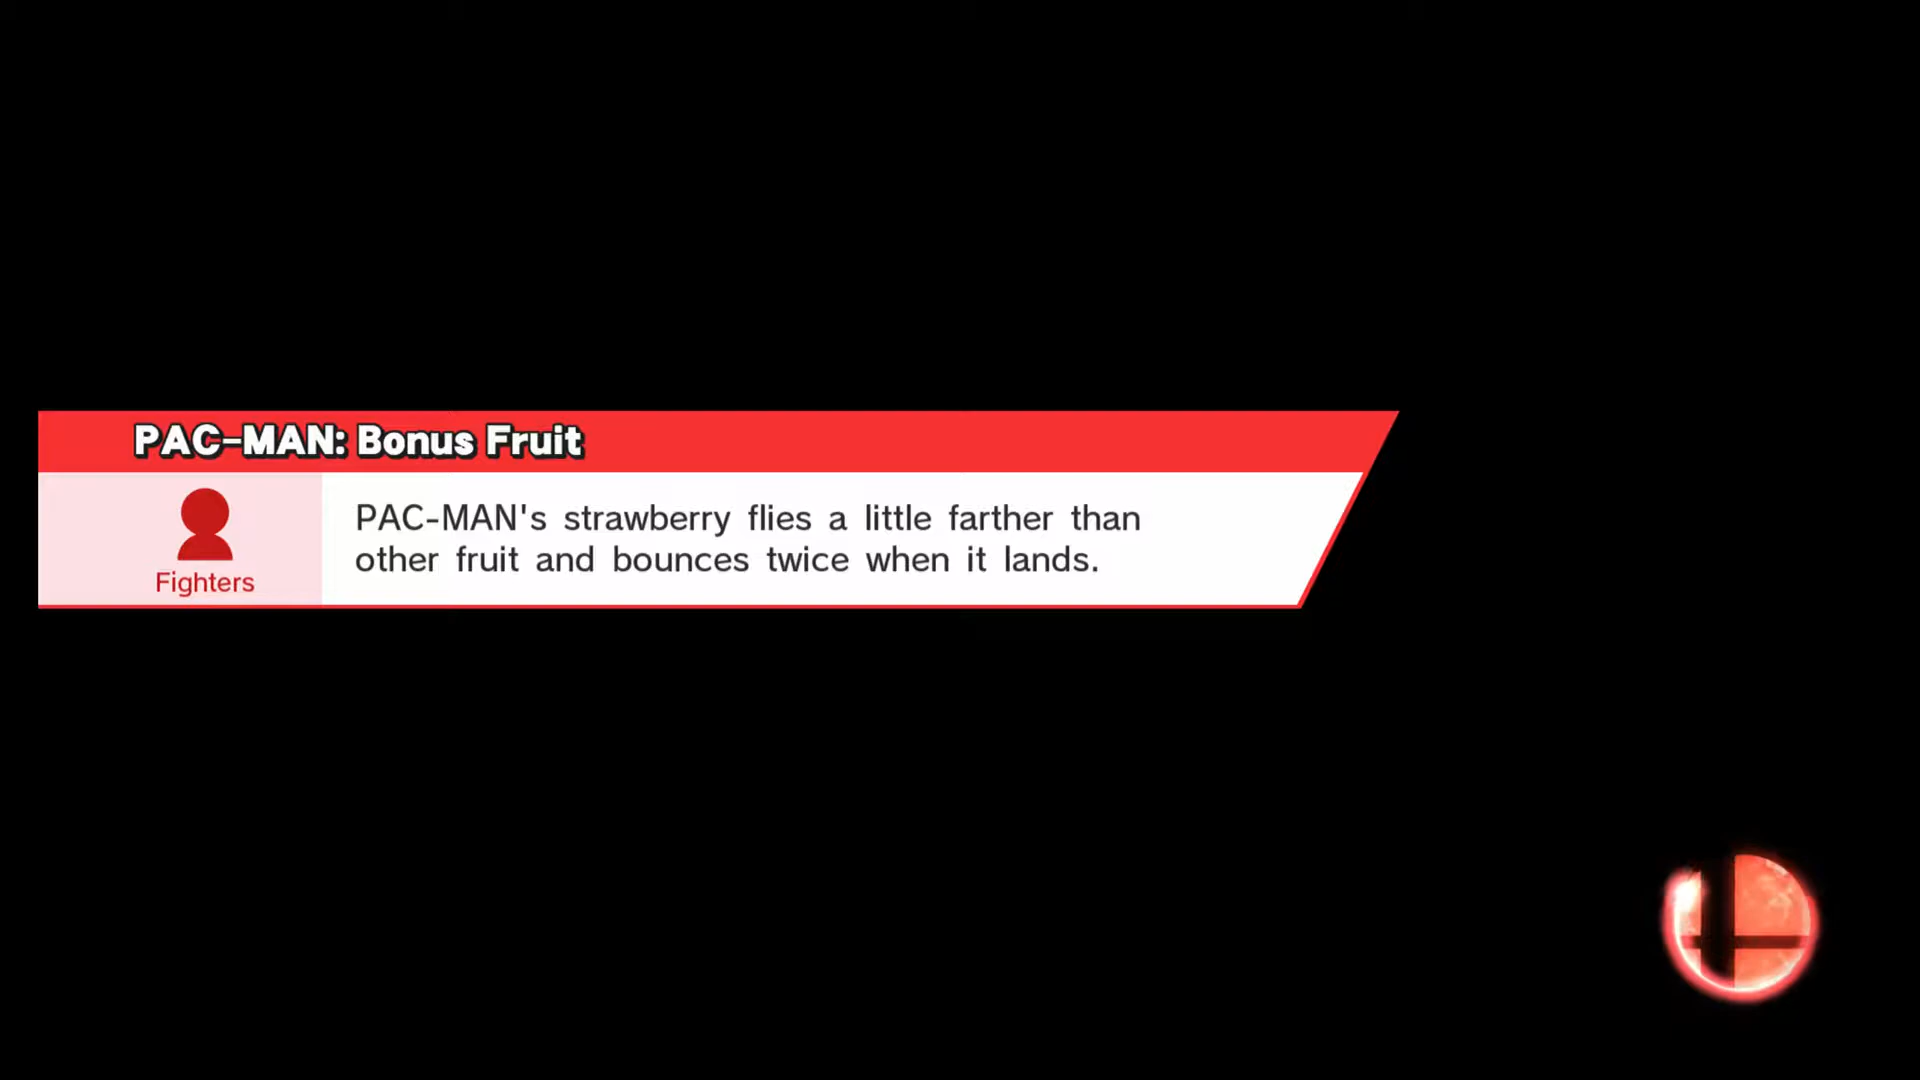 PAC-MAN: Bonus Fruit
Fighters
PAC-MAN's strawberry flies a little farther than
other fruit and bounces twice when it lands.